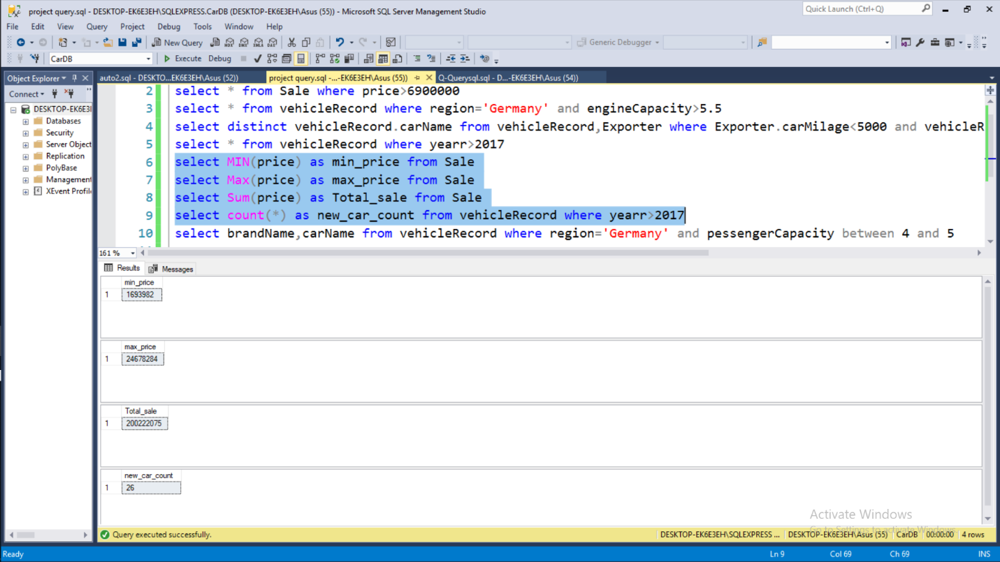 project query.sql - DESKTOP-EK6E3EH\SQLEXPRESS.CarDB (DESKTOP-EK6E3EH\Asus (55)) - Microsoft SQL Server Management Studio
Quick Launch (Ctrl+Q)
File Edit View Query Project Debug Tools Window Help
New Query
Generic Debugger
CarDB
Execute Debug
Object Explorer
auto2.sql - DESKTO...EK6E3EH\Asus (52))
project query.sql -...-EK6E3EH\Asus (55))
Q-Querysql.sql - D...-EK6E3EH\Asus (54))
Connect
DESKTOP-EK6E3
Databases
Security
Server Object
Replication
PolyBase
Management
XEvent Profile
2 select * from Sale where price>6900000
3 select * from vehicleRecord where region='Germany' and engineCapacity>5.5
4 select distinct vehicleRecord.carName from vehicleRecord,Exporter where Exporter.carMilage<5000 and vehicleR
5 select * from vehicleRecord where yearr>2017
6 select MIN(price) as min_price from Sale
7 select Max(price) as max_price from Sale
8 select Sum(price) as Total_sale from Sale
9 select count(*) as new_car_count from vehicleRecord where yearr>2017
10 select brandName,carName from vehicleRecord where region='Germany' and pessengerCapacity between 4 and 5
161 %
Results Messages
min_price
1 1693982
max_price
1 24678284
Total_sale
1 200222075
new_car_count
1 26
Activate Windows
Go to Settings to activate Windows.
Query executed successfully.
DESKTOP-EK6E3EH\SQLEXPRESS ... DESKTOP-EK6E3EH\Asus (55) CarDB 00:00:00 4 rows
Ready
Ln 9 Col 69 Ch 69 INS